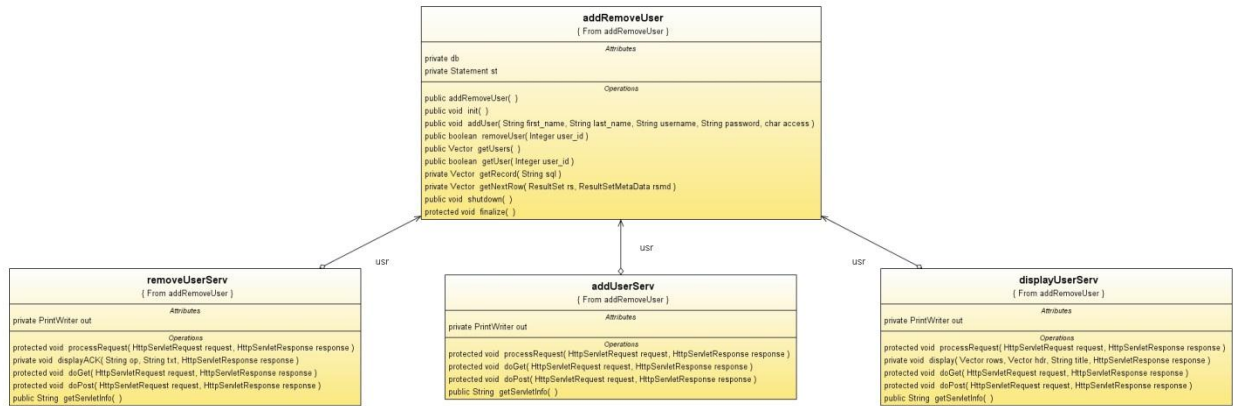 addRemoveUser
{ From addRemoveUser }
Attributes
private db
private Statement st
Operations
public addRemoveUser( )
public void init( )
public void addUser( String first_name, String last_name, String username, String password, char access )
public boolean removeUser( Integer user_id )
public Vector getUsers( )
public boolean getUser( Integer user_id )
private Vector getRecord( String sql )
private Vector getNextRow( ResultSet rs, ResultSetMetaData rsmd )
public void shutdown( )
protected void finalize( )
usr
usr
usr
removeUserServ
{ From addRemoveUser }
Attributes
private PrintWriter out
Operations
protected void processRequest( HttpServletRequest request, HttpServletResponse response )
private void displayACK( String op, String txt, HttpServletResponse response )
protected void doGet( HttpServletRequest request, HttpServletResponse response )
protected void doPost( HttpServletRequest request, HttpServletResponse response )
public String getServletInfo( )
addUserServ
{ From addRemoveUser }
Attributes
private PrintWriter out
Operations
protected void processRequest( HttpServletRequest request, HttpServletResponse response )
protected void doGet( HttpServletRequest request, HttpServletResponse response )
protected void doPost( HttpServletRequest request, HttpServletResponse response )
public String getServletInfo( )
displayUserServ
{ From addRemoveUser }
Attributes
private PrintWriter out
Operations
protected void processRequest( HttpServletRequest request, HttpServletResponse response )
private void display( Vector rows, Vector hdr, String title, HttpServletResponse response )
protected void doGet( HttpServletRequest request, HttpServletResponse response )
protected void doPost( HttpServletRequest request, HttpServletResponse response )
public String getServletInfo( )